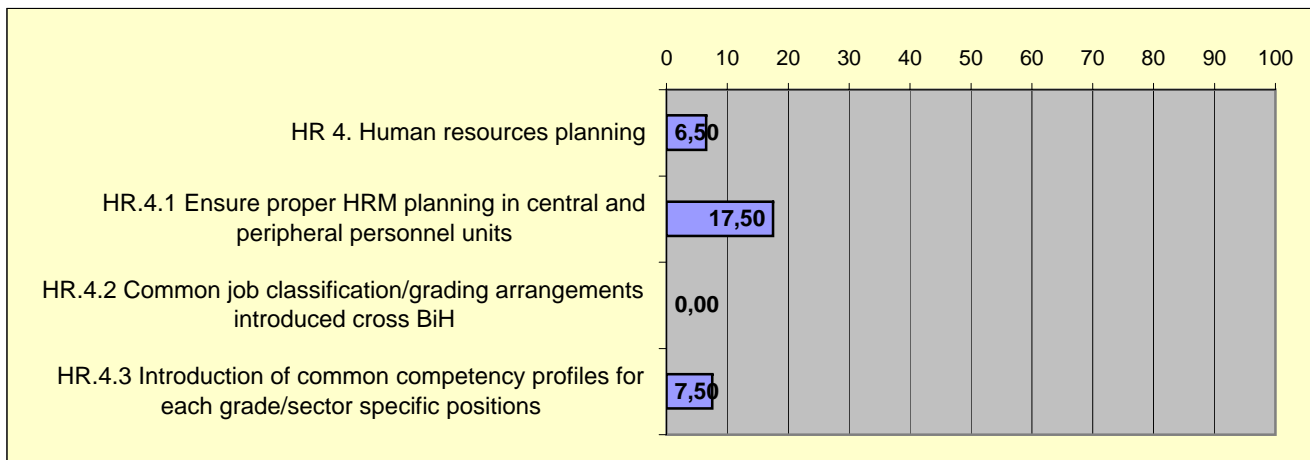 0 10 20 30 40 50 60 70 80 90 100
HR 4. Human resources planning
6,50
HR.4.1 Ensure proper HRM planning in central and
peripheral personnel units
17,50
HR.4.2 Common job classification/grading arrangements
introduced cross BiH
0,00
HR.4.3 Introduction of common competency profiles for
each grade/sector specific positions
7,50